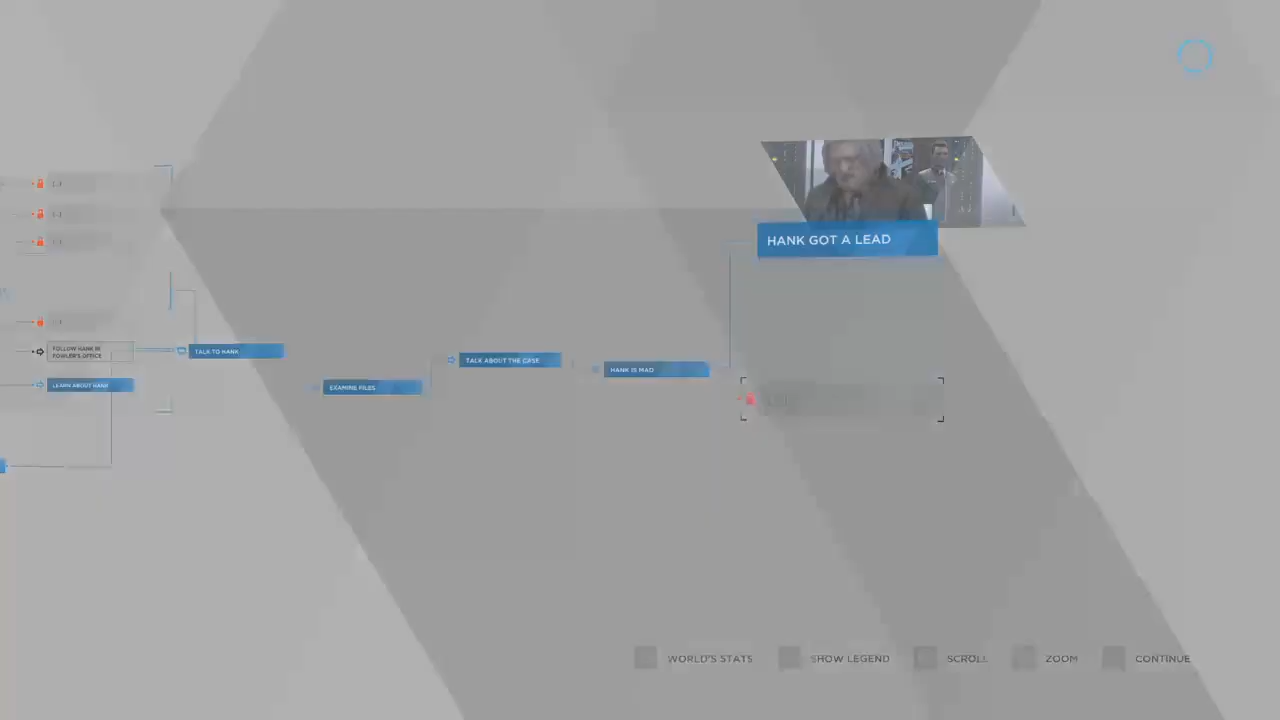 HANK GOT A LEAD
FOLLOW HANK IN
FOWLER'S OFFICE
TALK TO HANK
TALK ABOUT THE CASE
HANK IS MAD
LEARN ABOUT HANK
EXAMINE FILES
WORLD'S STATS
SHOW LEGEND
SCROLL
ZOOM
CONTINUE